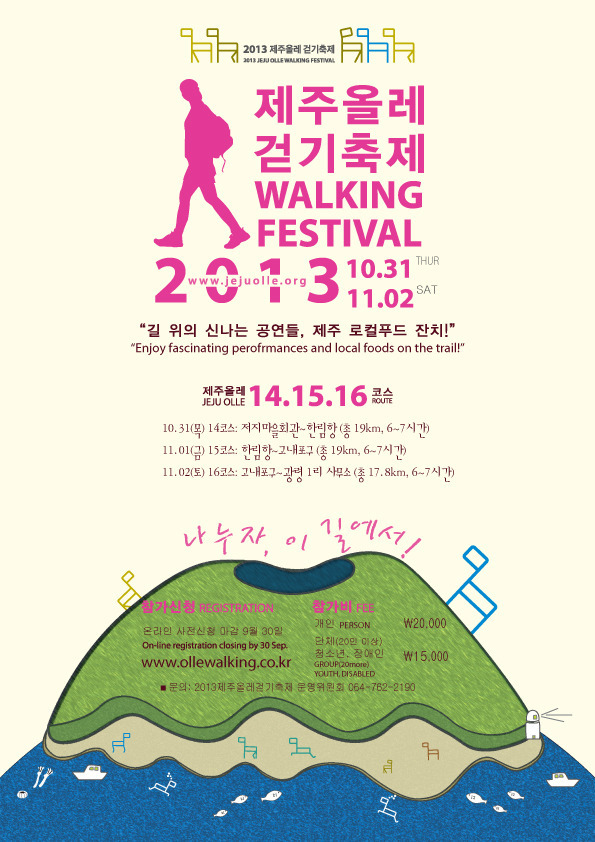 2013 제주올레 걷기축제
2013 JEJU OLLE WALKING FESTIVAL
제주올레
걷기축제
WALKING
FESTIVAL
2013 10.31 THUR
www.jejuolle.org
11.02 SAT
“길 위의 신나는 공연들, 제주 로컬푸드 잔치!”
“Enjoy fascinating perofrmances and local foods on the trail!”
제주올레 14.15.16 코스
JEJU OLLE ROUTE
10.31(목) 14코스: 저지마을회관~한림항 (총 19km, 6~7시간)
11.01(금) 15코스: 한림항~고내포구 (총 19km, 6~7시간)
11.02(토) 16코스: 고내포구~광령 1리 사무소 (총 17.8km, 6~7시간)
나누자, 이 길에서!
참가신청 REGISTRATION
온라인 사전신청 마감 9월 30일
On-line registration closing by 30 Sep.
www.ollewalking.co.kr
참가비 FEE
개인 PERSON ₩20,000
단체(20인 이상)
청소년, 장애인 ₩15,000
GROUP(20more)
YOUTH, DISABLED
■ 문의: 2013제주올레걷기축제 운영위원회 064-762-2190